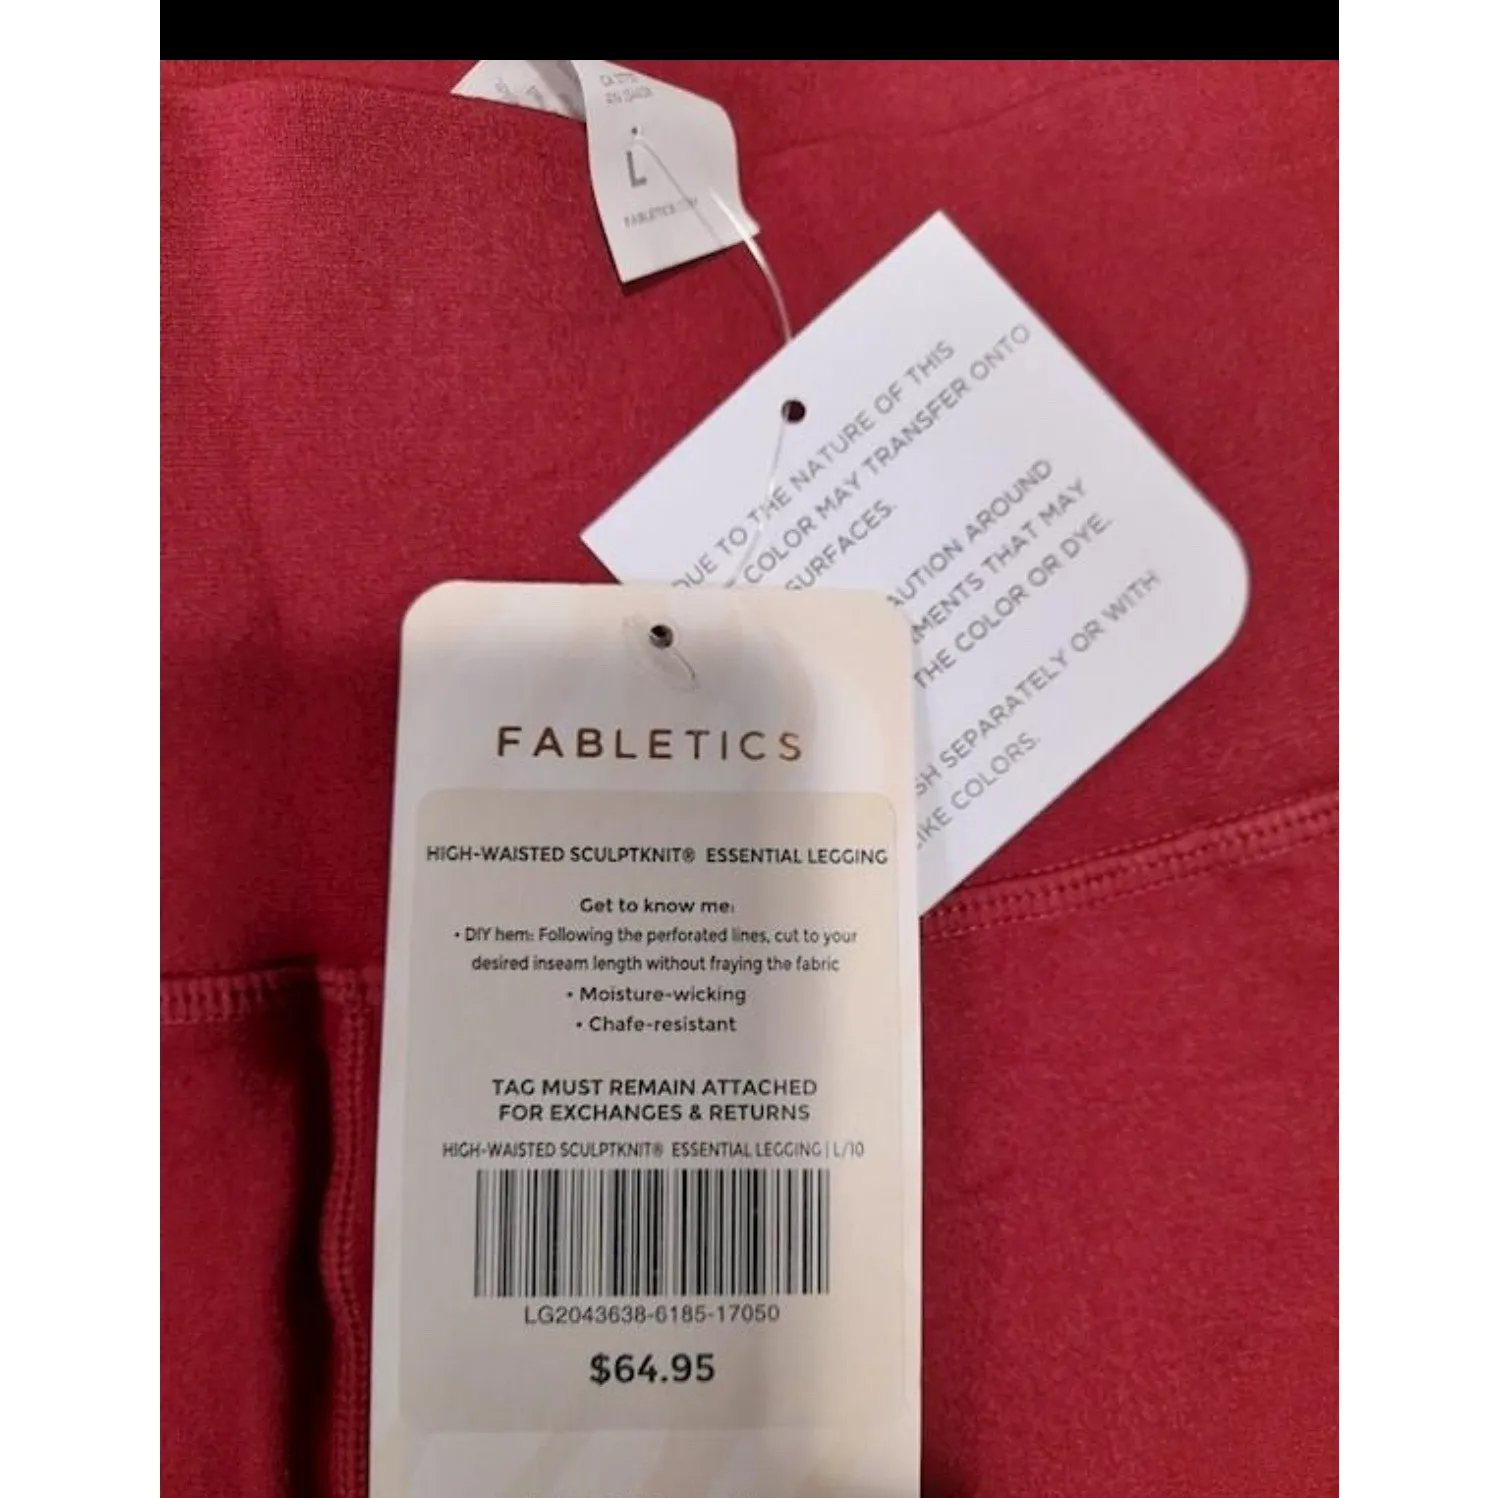 L
DUE TO THE NATURE OF THIS
COLOR MAY TRANSFER ONTO
SURFACES.
AUTION AROUND
MENTS THAT MAY
THE COLOR OR DYE.
SH SEPARATELY OR WITH
IKE COLORS.
FABLETICS
HIGH-WAISTED SCULPTKNIT® ESSENTIAL LEGGING
Get to know me:
• DIY hem: Following the perforated lines, cut to your
desired inseam length without fraying the fabric
• Moisture-wicking
• Chafe-resistant
TAG MUST REMAIN ATTACHED
FOR EXCHANGES & RETURNS
HIGH-WAISTED SCULPTKNIT® ESSENTIAL LEGGING | L/10
LG2043638-6185-17050
$64.95